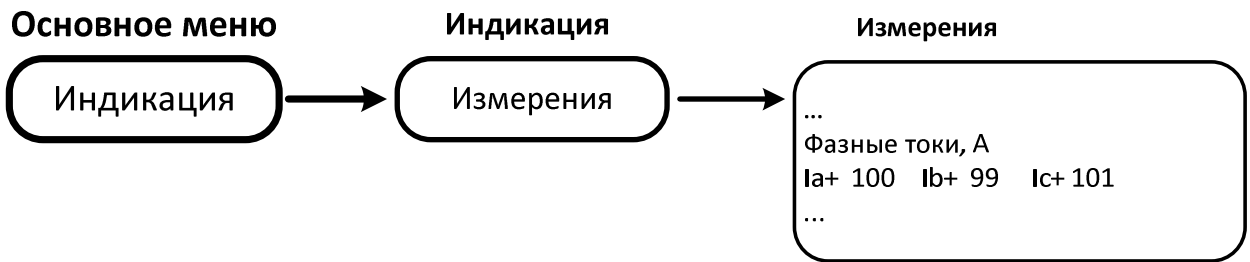 Основное меню
Индикация
Индикация
Измерения
Измерения
...
Фазные токи, А
Ia+ 100 Ib+ 99 Ic+ 101
...